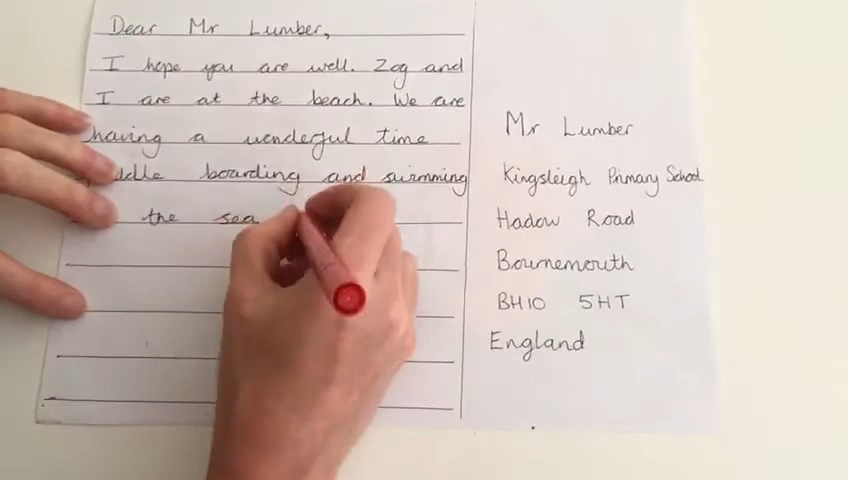 Dear Mr Lumber,
I hope you are well. Zog and
I are at the beach. We are
having a wonderful time
boarding and swimming
the sea
Mr Lumber
Kingsleigh Primary School
Hadow Road
Bournemouth
BH10 5HT
England